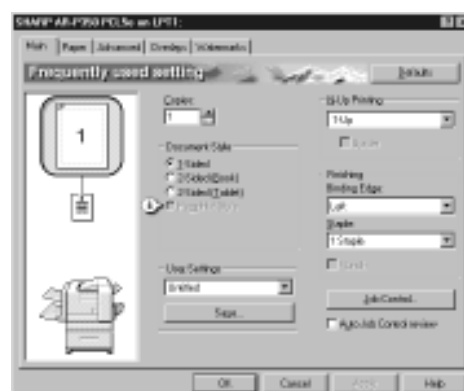 SHARP AR-P350 PCL5e on LPT1:
Main Paper Advanced Overlays Watermarks
Frequently used setting
Defaults
Copies:
1
N-Up Printing
1-Up
Border
Document Style
1-Sided
2-Sided(Book)
2-Sided(Tablet)
1
Finishing
Binding Edge:
Left
Staple:
1 Staple
User Settings
Untitled
Save...
Job Control...
Auto Job Control review
OK Cancel Apply Help